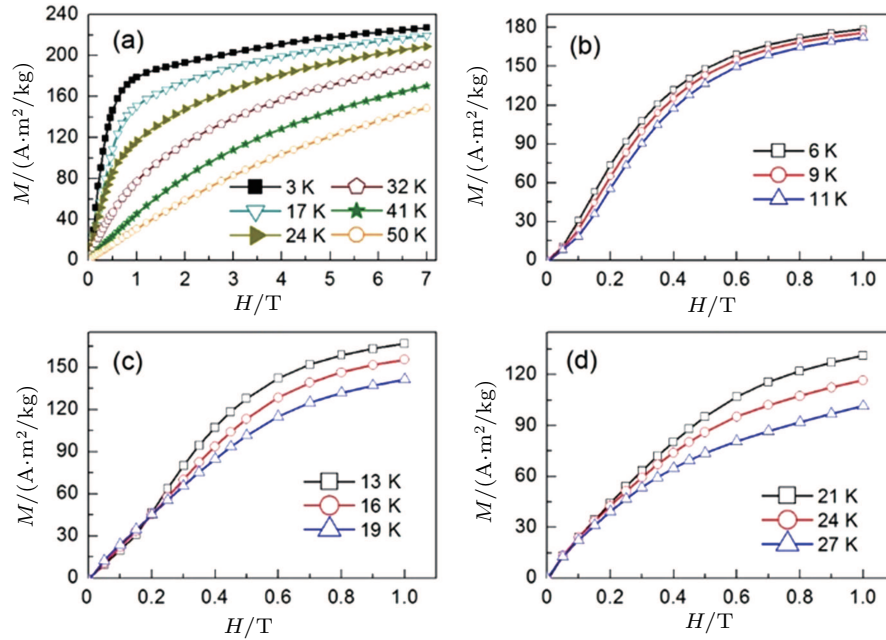 (a)
M/(A·m²/kg)
240
200
160
120
80
40
0
3 K
17 K
24 K
32 K
41 K
50 K
0 1 2 3 4 5 6 7
H/T
(b)
M/(A·m²/kg)
180
150
120
90
60
30
0
6 K
9 K
11 K
0 0.2 0.4 0.6 0.8 1.0
H/T
(c)
M/(A·m²/kg)
150
120
90
60
30
0
13 K
16 K
19 K
0 0.2 0.4 0.6 0.8 1.0
H/T
(d)
M/(A·m²/kg)
120
90
60
30
0
21 K
24 K
27 K
0 0.2 0.4 0.6 0.8 1.0
H/T